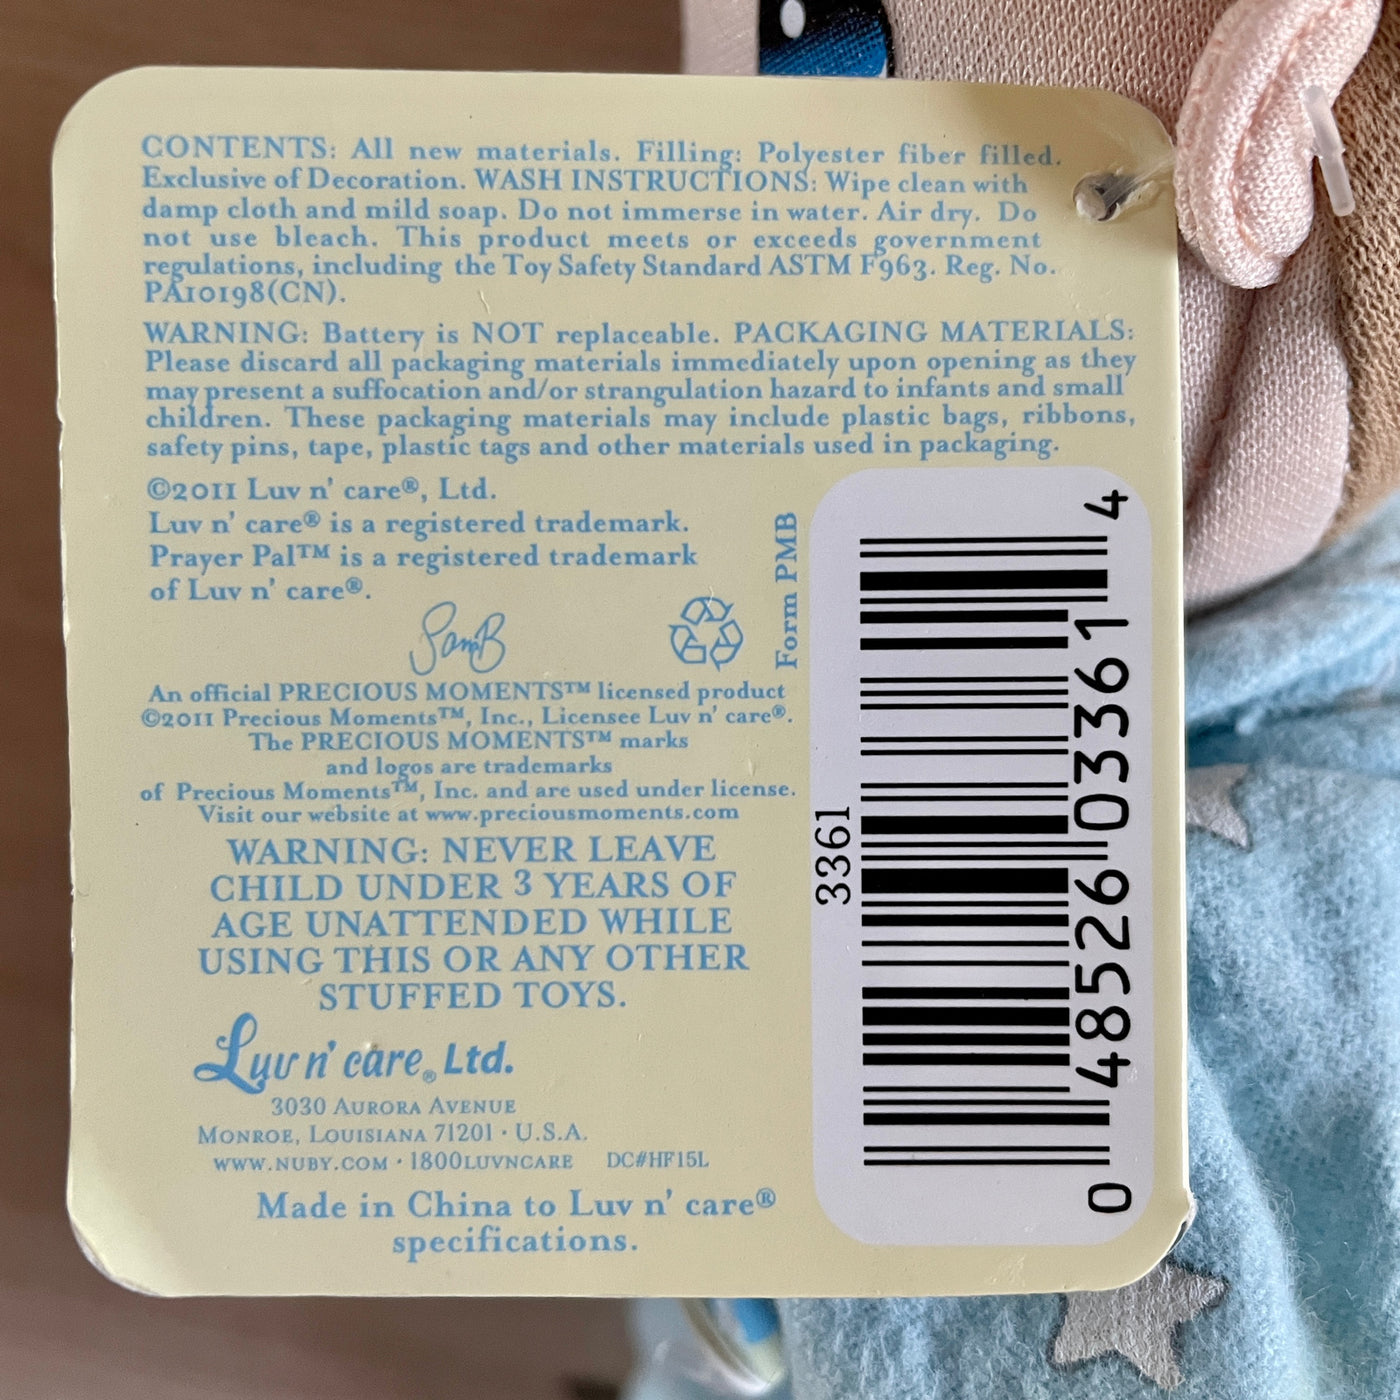 CONTENTS: All new materials. Filling: Polyester fiber filled.
Exclusive of Decoration. WASH INSTRUCTIONS: Wipe clean with
damp cloth and mild soap. Do not immerse in water. Air dry. Do
not use bleach. This product meets or exceeds government
regulations, including the Toy Safety Standard ASTM F963. Reg. No.
PA10198(CN).
WARNING: Battery is NOT replaceable. PACKAGING MATERIALS:
Please discard all packaging materials immediately upon opening as they
may present a suffocation and/or strangulation hazard to infants and small
children. These packaging materials may include plastic bags, ribbons,
safety pins, tape, plastic tags and other materials used in packaging.
©2011 Luv n' care®, Ltd.
Luv n' care® is a registered trademark.
Prayer Pal™ is a registered trademark
of Luv n' care®.
SamB
Form PMB
An official PRECIOUS MOMENTS™ licensed product
©2011 Precious Moments™, Inc., Licensee Luv n' care®.
The PRECIOUS MOMENTS™ marks
and logos are trademarks
of Precious Moments™, Inc. and are used under license.
Visit our website at www.preciousmoments.com
WARNING: NEVER LEAVE
CHILD UNDER 3 YEARS OF
AGE UNATTENDED WHILE
USING THIS OR ANY OTHER
STUFFED TOYS.
Luv n' care® Ltd.
3030 AURORA AVENUE
MONROE, LOUISIANA 71201 · U.S.A.
WWW.NUBY.COM · 1800LUVNCARE DC#HF15L
Made in China to Luv n' care®
specifications.
3361
0 48526 03361 4